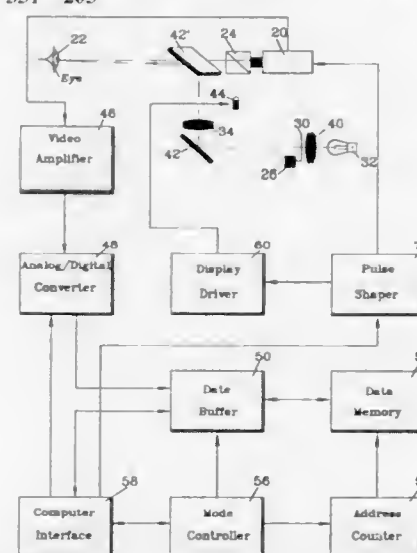 42'
24
20
22
Eye
44
34
42
30
40
26
32
46
Video
Amplifier
48
Analog/Digital
Converter
60
Display
Driver
Pulse
Shaper
50
Date
Buffer
Data
Memory
58
Computer
Interface
56
Mode
Controller
Address
Counter